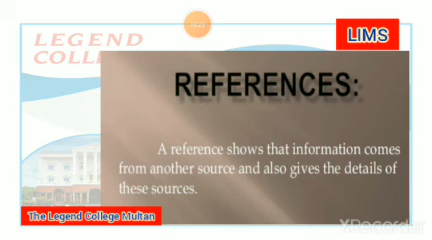 LEGEND
COLL
LIMS
REFERENCES:
A reference shows that information comes
from another source and also gives the details of
these sources.
The Legend College Multan
XRecorder